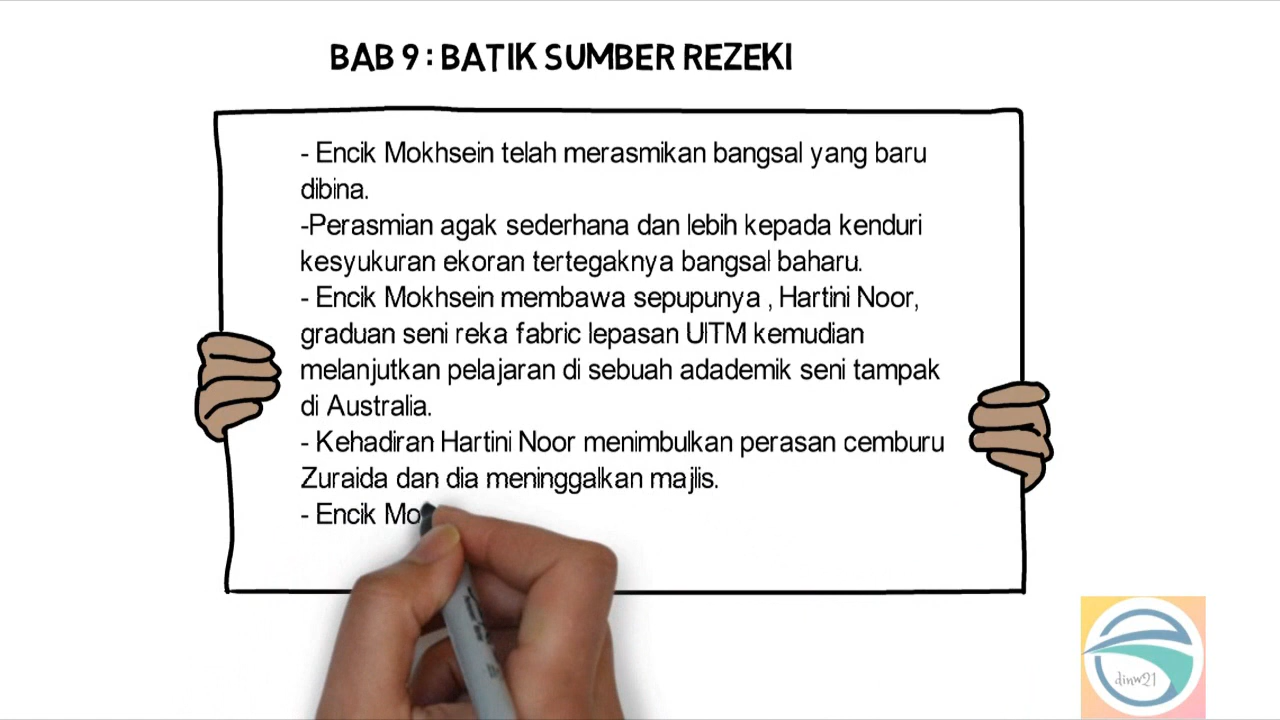 BAB 9 : BATIK SUMBER REZEKI
- Encik Mokhsein telah merasmikan bangsal yang baru
dibina.
-Perasmian agak sederhana dan lebih kepada kenduri
kesyukuran ekoran tertegaknya bangsal baharu.
- Encik Mokhsein membawa sepupunya , Hartini Noor,
graduan seni reka fabric lepasan UITM kemudian
melanjutkan pelajaran di sebuah adademik seni tampak
di Australia.
- Kehadiran Hartini Noor menimbulkan perasan cemburu
Zuraida dan dia meninggalkan majlis.
- Encik Mo
dinw21